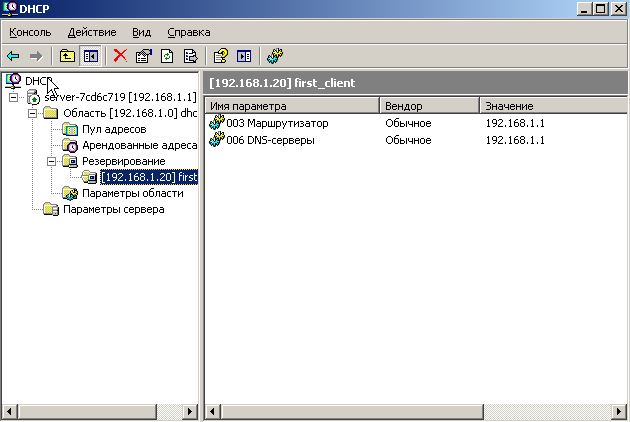 DHCP
Консоль Действие Вид Справка
DHCP
server-7cd6c719 [192.168.1.1]
Область [192.168.1.0] dhc
Пул адресов
Арендованные адреса
Резервирование
[192.168.1.20] first
Параметры области
Параметры сервера
[192.168.1.20] first_client
Имя параметра Вендор Значение
003 Маршрутизатор Обычное 192.168.1.1
006 DNS-серверы Обычное 192.168.1.1